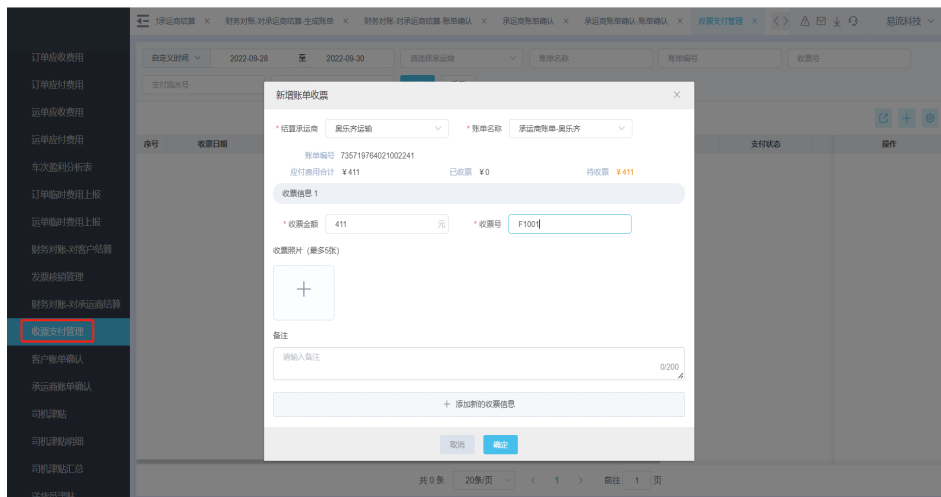 讨承运商结算 × 财务对账-对承运商结算-生成账单 × 财务对账-对承运商结算-账单确认 × 承运商账单确认 × 承运商账单确认-账单确认 × 收票支付管理 × 易流科技
自定义时间 2022-09-28 至 2022-09-30 请选择承运商 账单名称 账单编号 收票号
支付流水号
序号 收票日期 支付状态 操作
订单应收费用
订单应付费用
运单应收费用
运单应付费用
车次盈利分析表
订单临时费用上报
运单临时费用上报
财务对账-对客户结算
发票核销管理
财务对账-对承运商结算
收票支付管理
客户账单确认
承运商账单确认
司机津贴
司机津贴明细
司机津贴汇总
新增账单收票 ×
* 结算承运商 奥乐齐运输 * 账单名称 承运商账单-奥乐齐
账单编号 735719764021002241
应付费用合计 ¥ 411 已收票 ¥ 0 待收票 ¥ 411
收票信息 1
* 收票金额 411 元 * 收票号 F1001
收票照片（最多5张）
备注
请输入备注
0/200
+ 添加新的收票信息
取消 确定
共 0 条 20条/页 < 1 > 前往 1 页